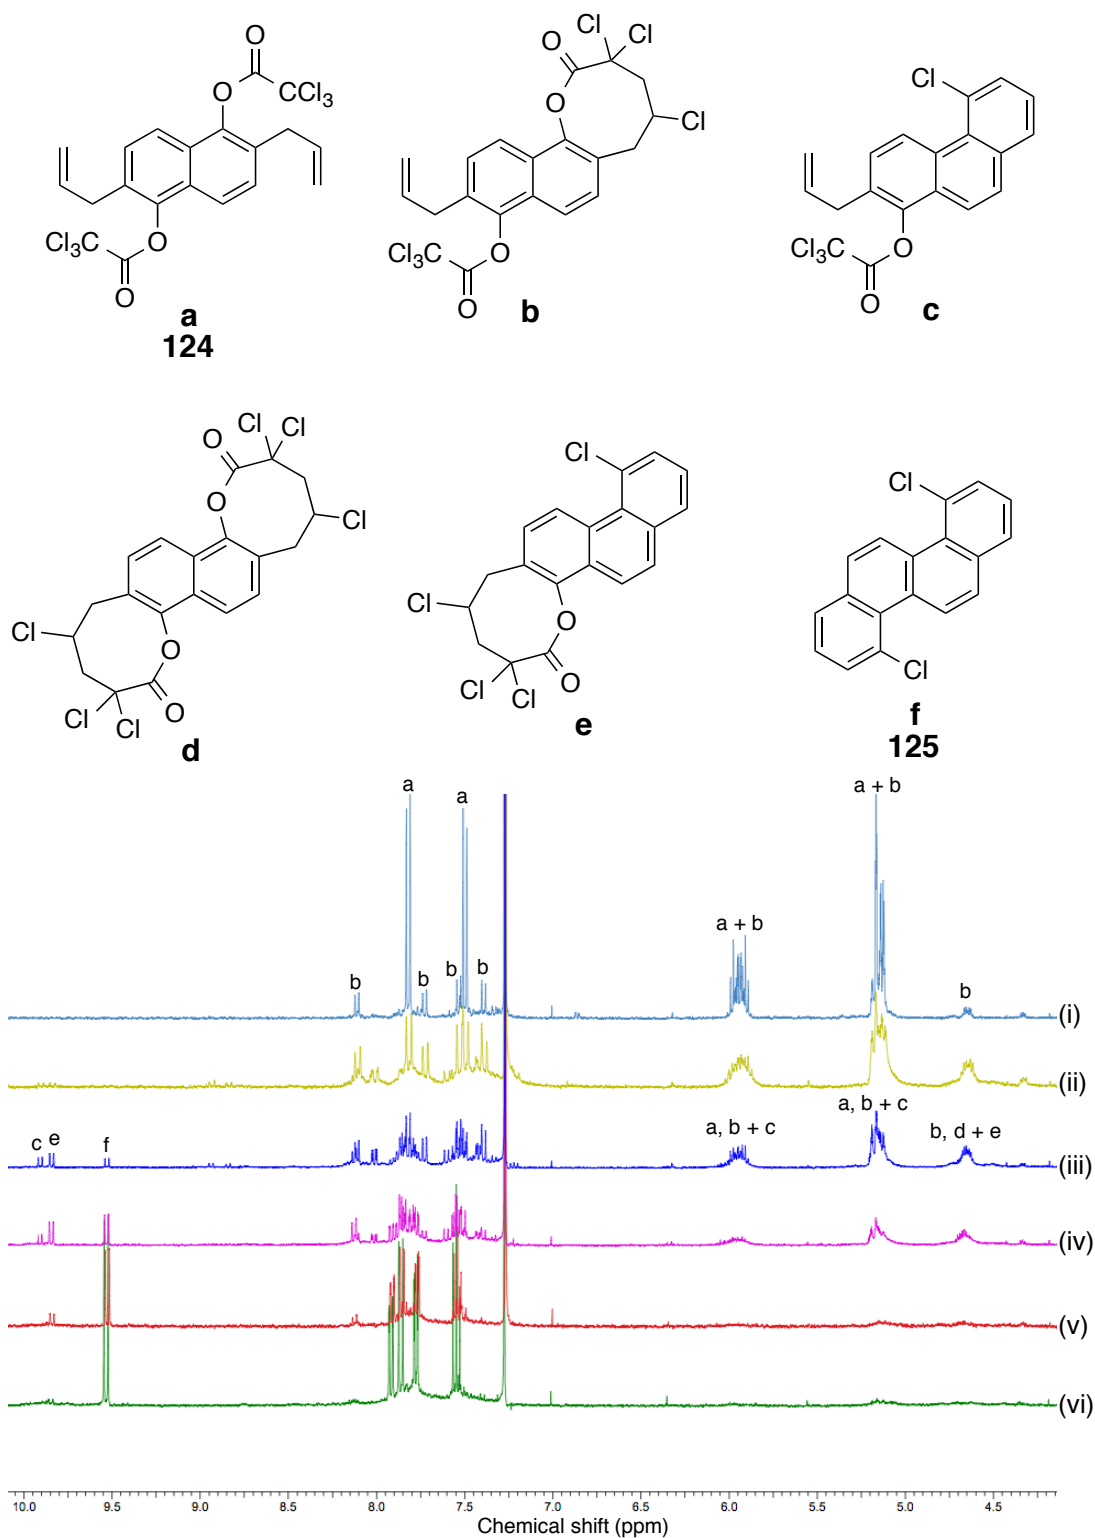 O
O
CCl3
Cl3C
O
O
a
124
Cl
Cl
O
O
Cl
Cl3C
O
O
b
Cl
Cl3C
O
O
c
Cl
Cl
O
O
Cl
Cl
O
Cl
Cl
O
d
Cl
Cl
O
Cl
Cl
O
e
Cl
Cl
f
125
a
a
a + b
a + b
b
b
b
b
b
(i)
(ii)
c
e
f
a, b + c
a, b + c
b, d + e
(iii)
(iv)
(v)
(vi)
10.0 9.5 9.0 8.5 8.0 7.5 7.0 6.5 6.0 5.5 5.0 4.5
Chemical shift (ppm)